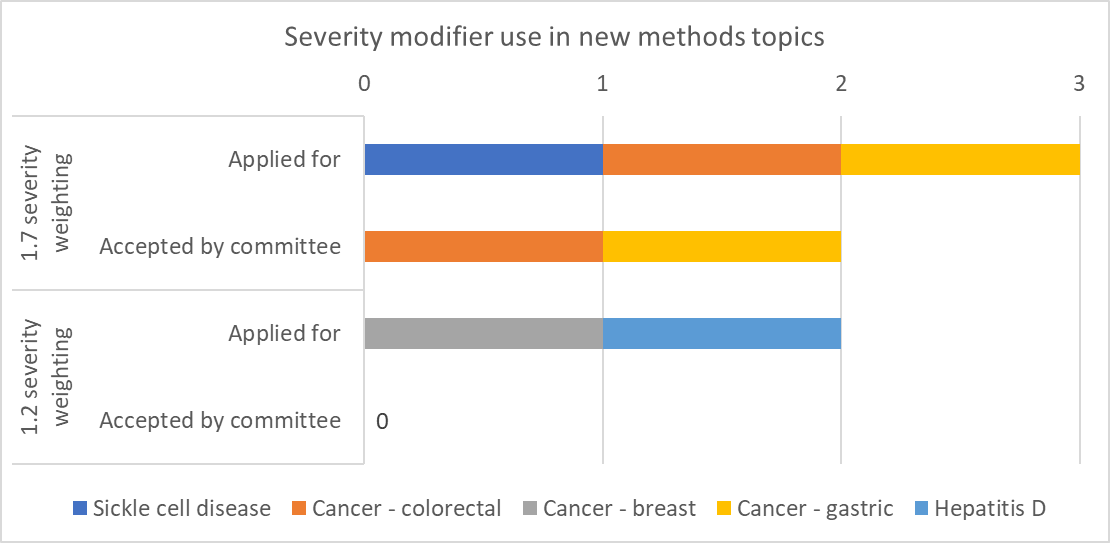 Severity modifier use in new methods topics
0 1 2 3
1.7 severity
weighting
Applied for
Accepted by committee
1.2 severity
weighting
Applied for
Accepted by committee 0
Sickle cell disease Cancer - colorectal Cancer - breast Cancer - gastric Hepatitis D